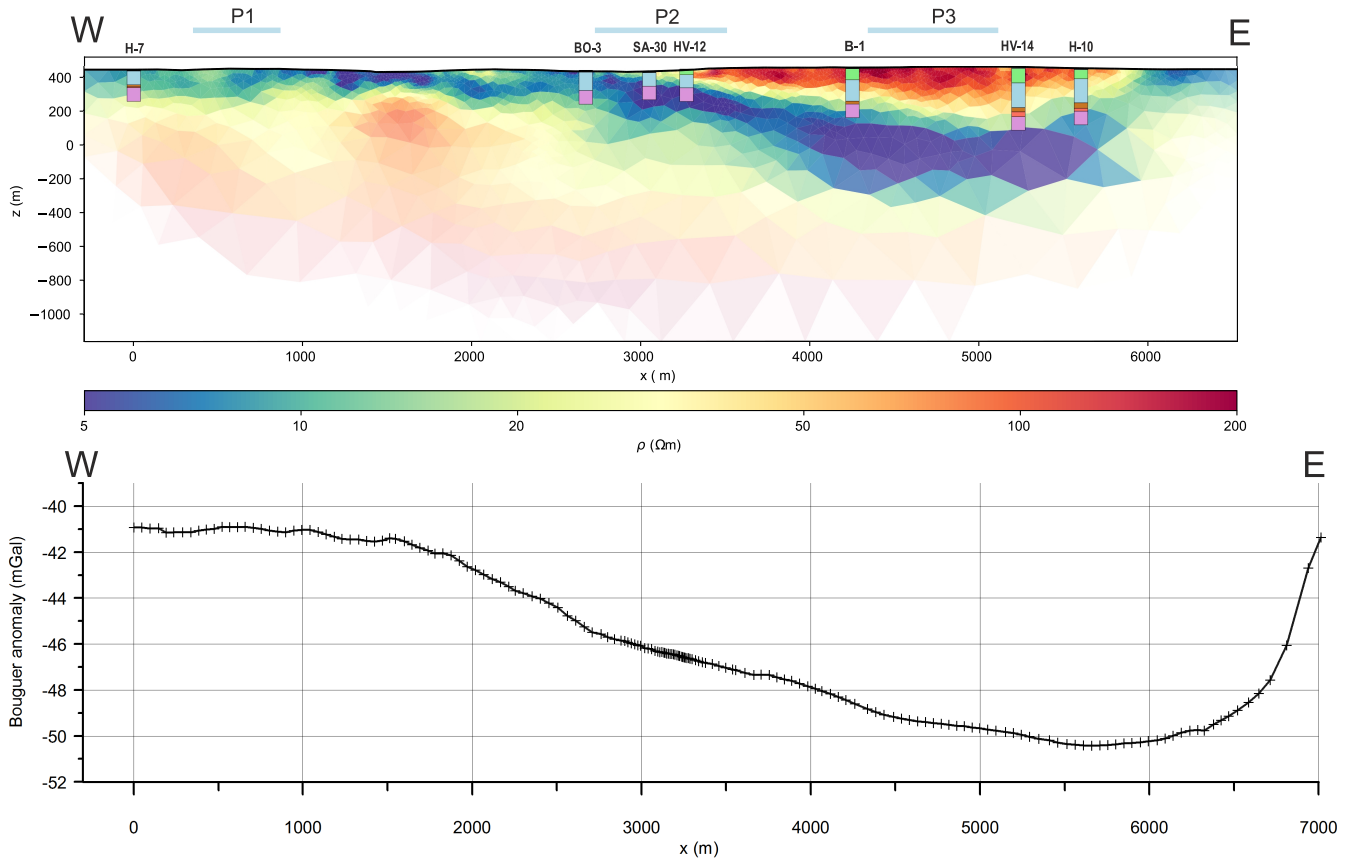 P1 P2 P3
W E
H-7 BO-3 SA-30 HV-12 B-1 HV-14 H-10
400
200
0
−200
−400
−600
−800
−1000
z (m)
0 1000 2000 3000 4000 5000 6000
x ( m)
5 10 20 50 100 200
ρ (Ωm)
W E
-40
-42
-44
-46
-48
-50
-52
Bouguer anomaly (mGal)
0 1000 2000 3000 4000 5000 6000 7000
x (m)